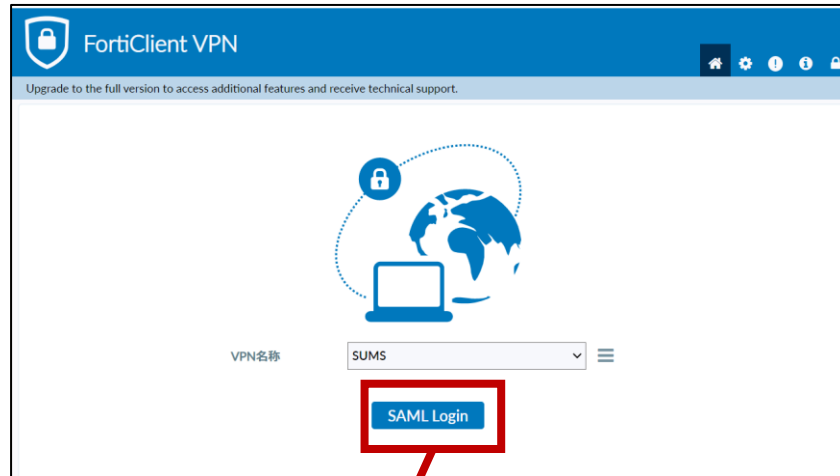 FortiClient VPN
Upgrade to the full version to access additional features and receive technical support.
VPN名称
SUMS
SAML Login